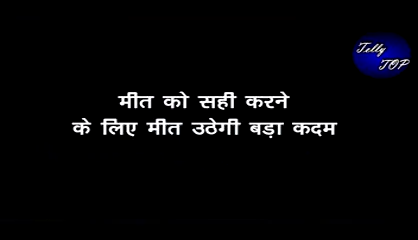 Telly
TOP
मीत को सही करने
के लिए मीत उठेगी बड़ा कदम